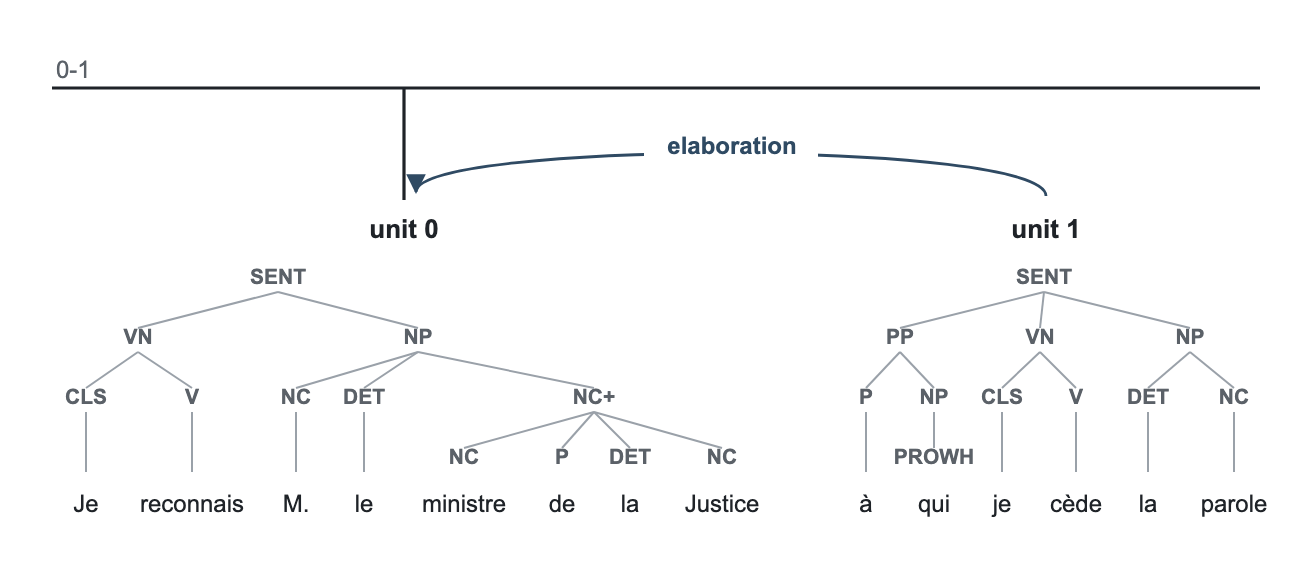 0-1
elaboration
unit 0 unit 1
SENT SENT
VN NP PP VN NP
CLS V NC DET NC+ P NP CLS V DET NC
NC P DET NC PROWH
Je reconnais M. le ministre de la Justice à qui je cède la parole